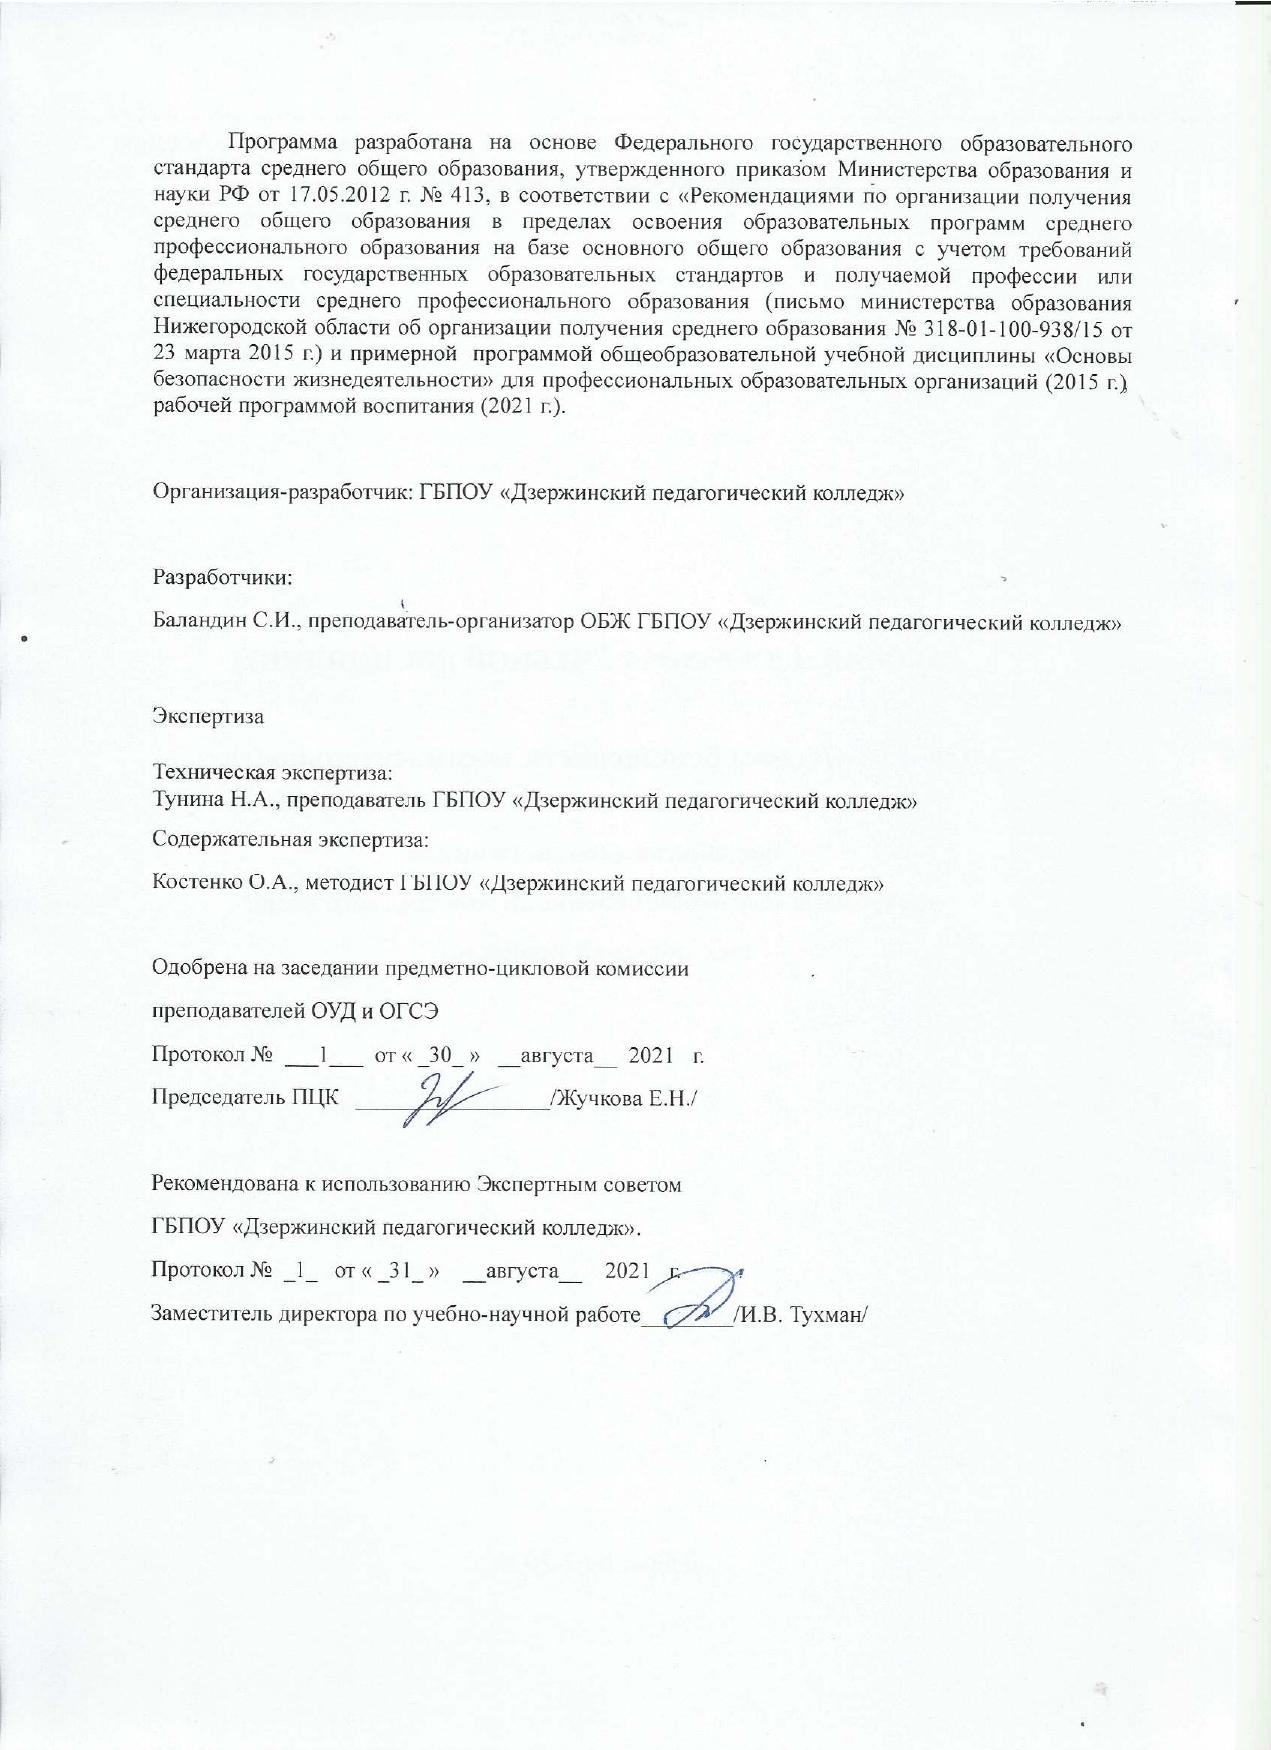 Программа разработана на основе Федерального государственного образовательного
стандарта среднего общего образования, утвержденного приказом Министерства образования и
науки РФ от 17.05.2012 г. № 413, в соответствии с «Рекомендациями по организации получения
среднего общего образования в пределах освоения образовательных программ среднего
профессионального образования на базе основного общего образования с учетом требований
федеральных государственных образовательных стандартов и получаемой профессии или
специальности среднего профессионального образования (письмо министерства образования
Нижегородской области об организации получения среднего образования № 318-01-100-938/15 от
23 марта 2015 г.) и примерной программой общеобразовательной учебной дисциплины «Основы
безопасности жизнедеятельности» для профессиональных образовательных организаций (2015 г.),
рабочей программой воспитания (2021 г.).
Организация-разработчик: ГБПОУ «Дзержинский педагогический колледж»
Разработчики:
Баландин С.И., преподаватель-организатор ОБЖ ГБПОУ «Дзержинский педагогический колледж»
Экспертиза
Техническая экспертиза:
Тунина Н.А., преподаватель ГБПОУ «Дзержинский педагогический колледж»
Содержательная экспертиза:
Костенко О.А., методист ГБПОУ «Дзержинский педагогический колледж»
Одобрена на заседании предметно-цикловой комиссии
преподавателей ОУД и ОГСЭ
Протокол № ___1___ от « _30_ » __августа__ 2021 г.
Председатель ПЦК _________________/Жучкова Е.Н./
Рекомендована к использованию Экспертным советом
ГБПОУ «Дзержинский педагогический колледж».
Протокол № _1_ от « _31_ » __августа__ 2021 г.
Заместитель директора по учебно-научной работе________/И.В. Тухман/